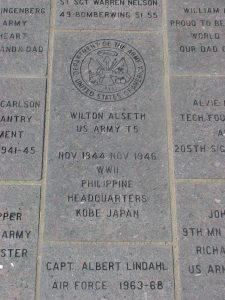 INGENBERG
ARMY
HEART
AND & DAD
ST SGT WARREN NELSON
49 BOMBERWING 51-55
WILLIAM
PROUD TO BE
WORLD
OUR DAD
DEPARTMENT OF THE ARMY
UNITED STATES OF AMERICA
CARLSON
ANTRY
MENT
1941-45
WILTON ALSETH
US ARMY T5
NOV 1944 NOV 1946
WWII
PHILIPPINE
HEADQUARTERS
KOBE JAPAN
TECH. FOU
A
205TH S/G
PPER
ARMY
STER
JOH
9TH MN
RICHA
US ARM
CAPT. ALBERT LINDAHL
AIR FORCE 1963-68